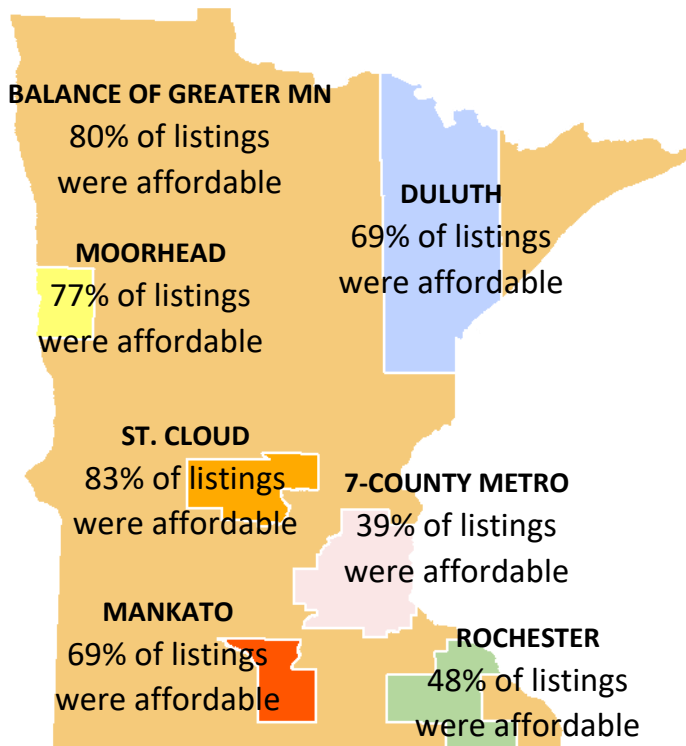 BALANCE OF GREATER MN
80% of listings
were affordable
DULUTH
69% of listings
were affordable
MOORHEAD
77% of listings
were affordable
ST. CLOUD
83% of listings
were affordable
7-COUNTY METRO
39% of listings
were affordable
MANKATO
69% of listings
were affordable
ROCHESTER
48% of listings
were affordable